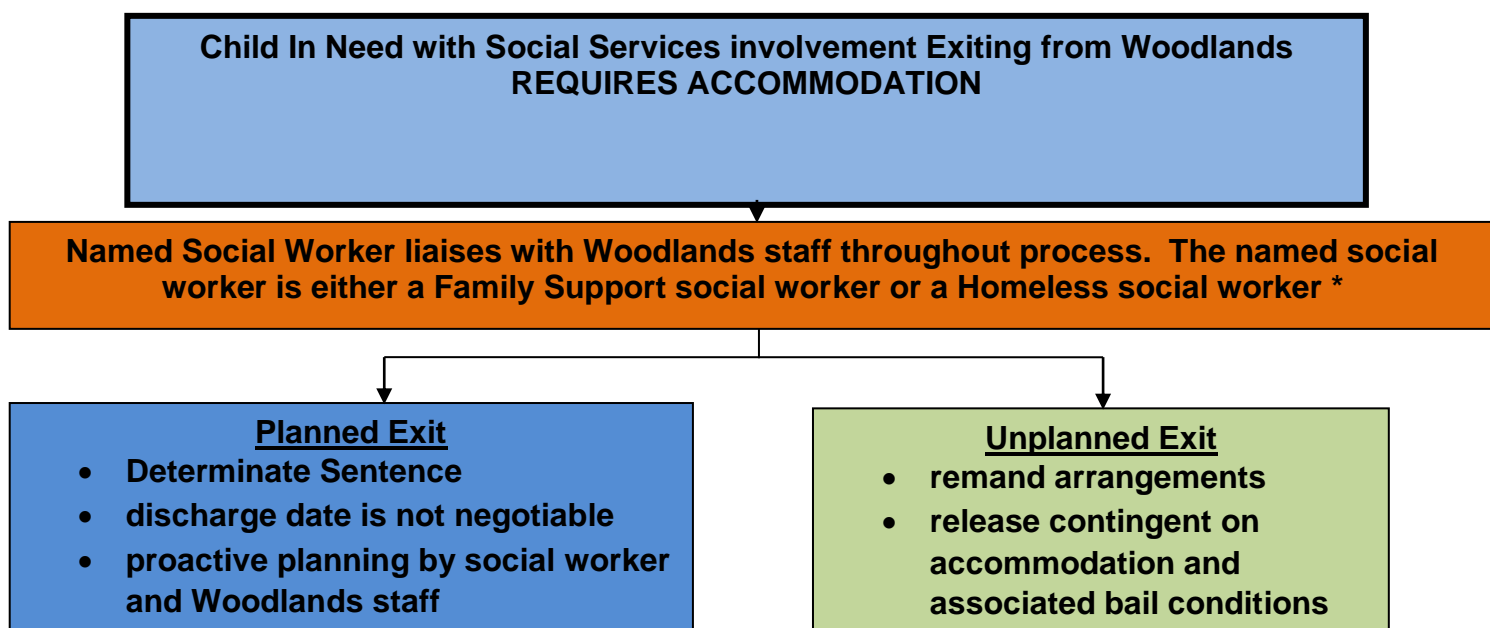 Child In Need with Social Services involvement Exiting from Woodlands
REQUIRES ACCOMMODATION
Named Social Worker liaises with Woodlands staff throughout process.  The named social
worker is either a Family Support social worker or a Homeless social worker *
Planned Exit
• Determinate Sentence
• discharge date is not negotiable
• proactive planning by social worker
and Woodlands staff
Unplanned Exit
• remand arrangements
• release contingent on
accommodation and
associated bail conditions